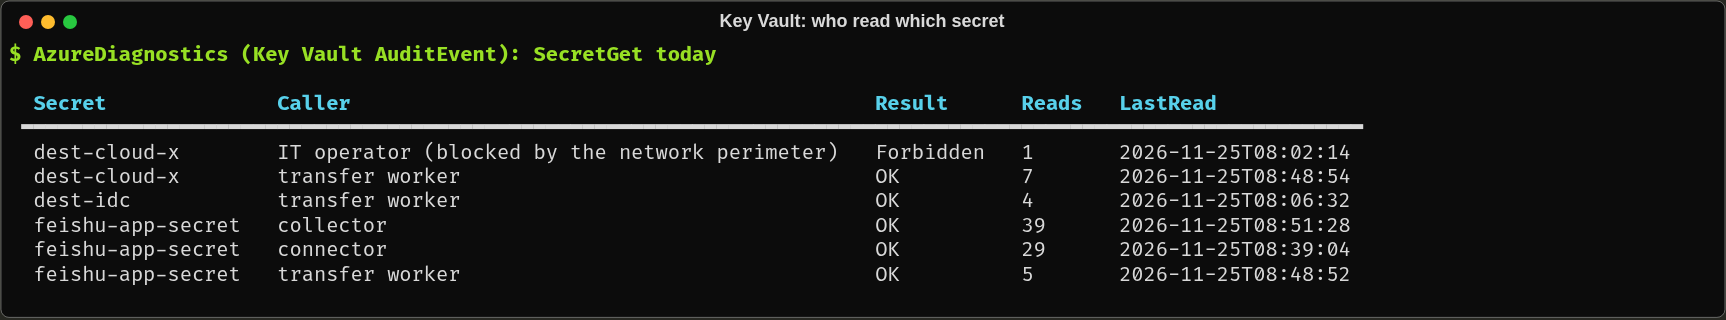 Key Vault: who read which secret
$ AzureDiagnostics (Key Vault AuditEvent): SecretGet today
Secret Caller Result Reads LastRead
dest-cloud-x IT operator (blocked by the network perimeter) Forbidden 1 2026-11-25T08:02:14
dest-cloud-x transfer worker OK 7 2026-11-25T08:48:54
dest-idc transfer worker OK 4 2026-11-25T08:06:32
feishu-app-secret collector OK 39 2026-11-25T08:51:28
feishu-app-secret connector OK 29 2026-11-25T08:39:04
feishu-app-secret transfer worker OK 5 2026-11-25T08:48:52